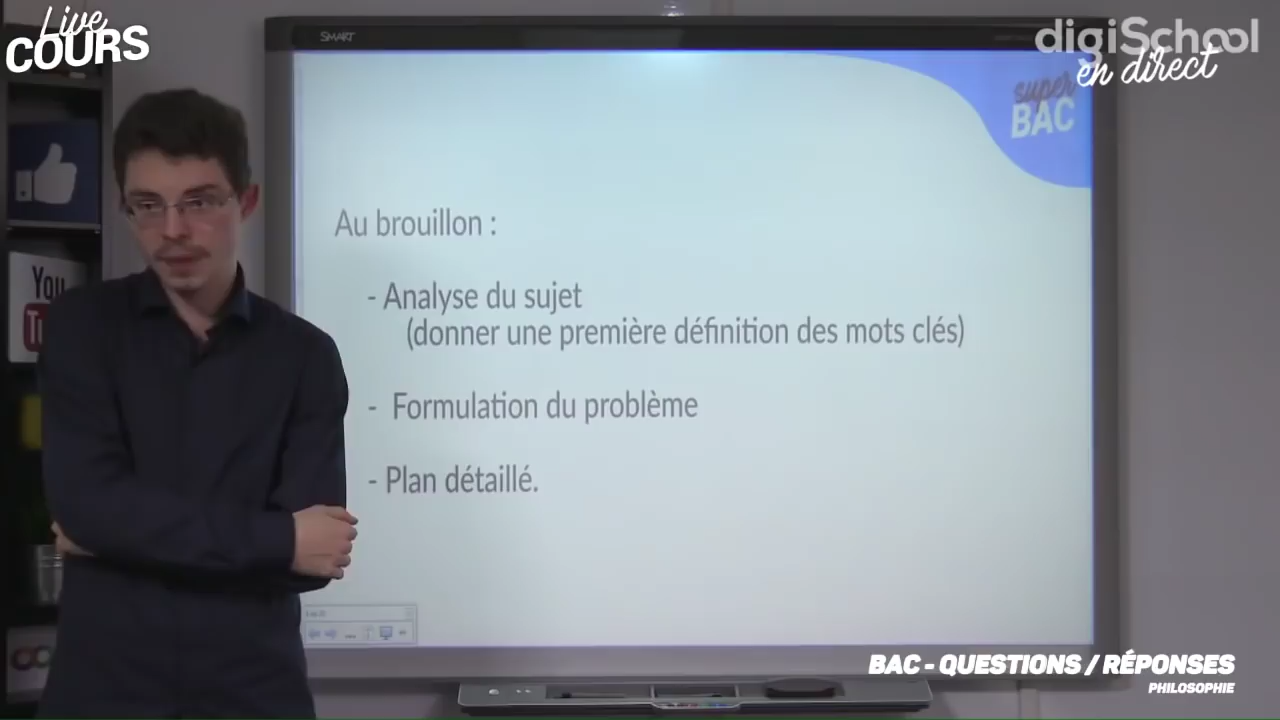 Live
COURS
SMART
digiSchool
en direct
super
BAC
You
Au brouillon :
- Analyse du sujet
(donner une première définition des mots clés)
- Formulation du problème
- Plan détaillé.
BAC - QUESTIONS / RÉPONSES
PHILOSOPHIE